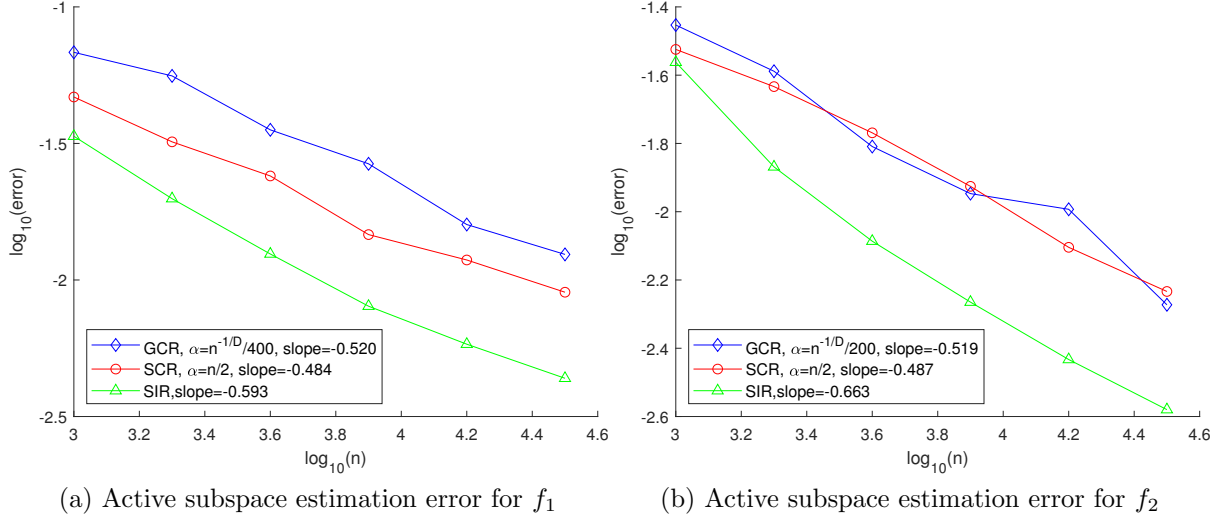 -1
-1.5
-2
-2.5
log10(error)
3
3.2
3.4
3.6
3.8
4
4.2
4.4
4.6
log10(n)
GCR, α=n^-1/D/400, slope=-0.520
SCR, α=n/2, slope=-0.484
SIR,slope=-0.593
(a) Active subspace estimation error for f1
-1.4
-1.6
-1.8
-2
-2.2
-2.4
-2.6
log10(error)
3
3.2
3.4
3.6
3.8
4
4.2
4.4
4.6
log10(n)
GCR, α=n^-1/D/200, slope=-0.519
SCR, α=n/2, slope=-0.487
SIR,slope=-0.663
(b) Active subspace estimation error for f2